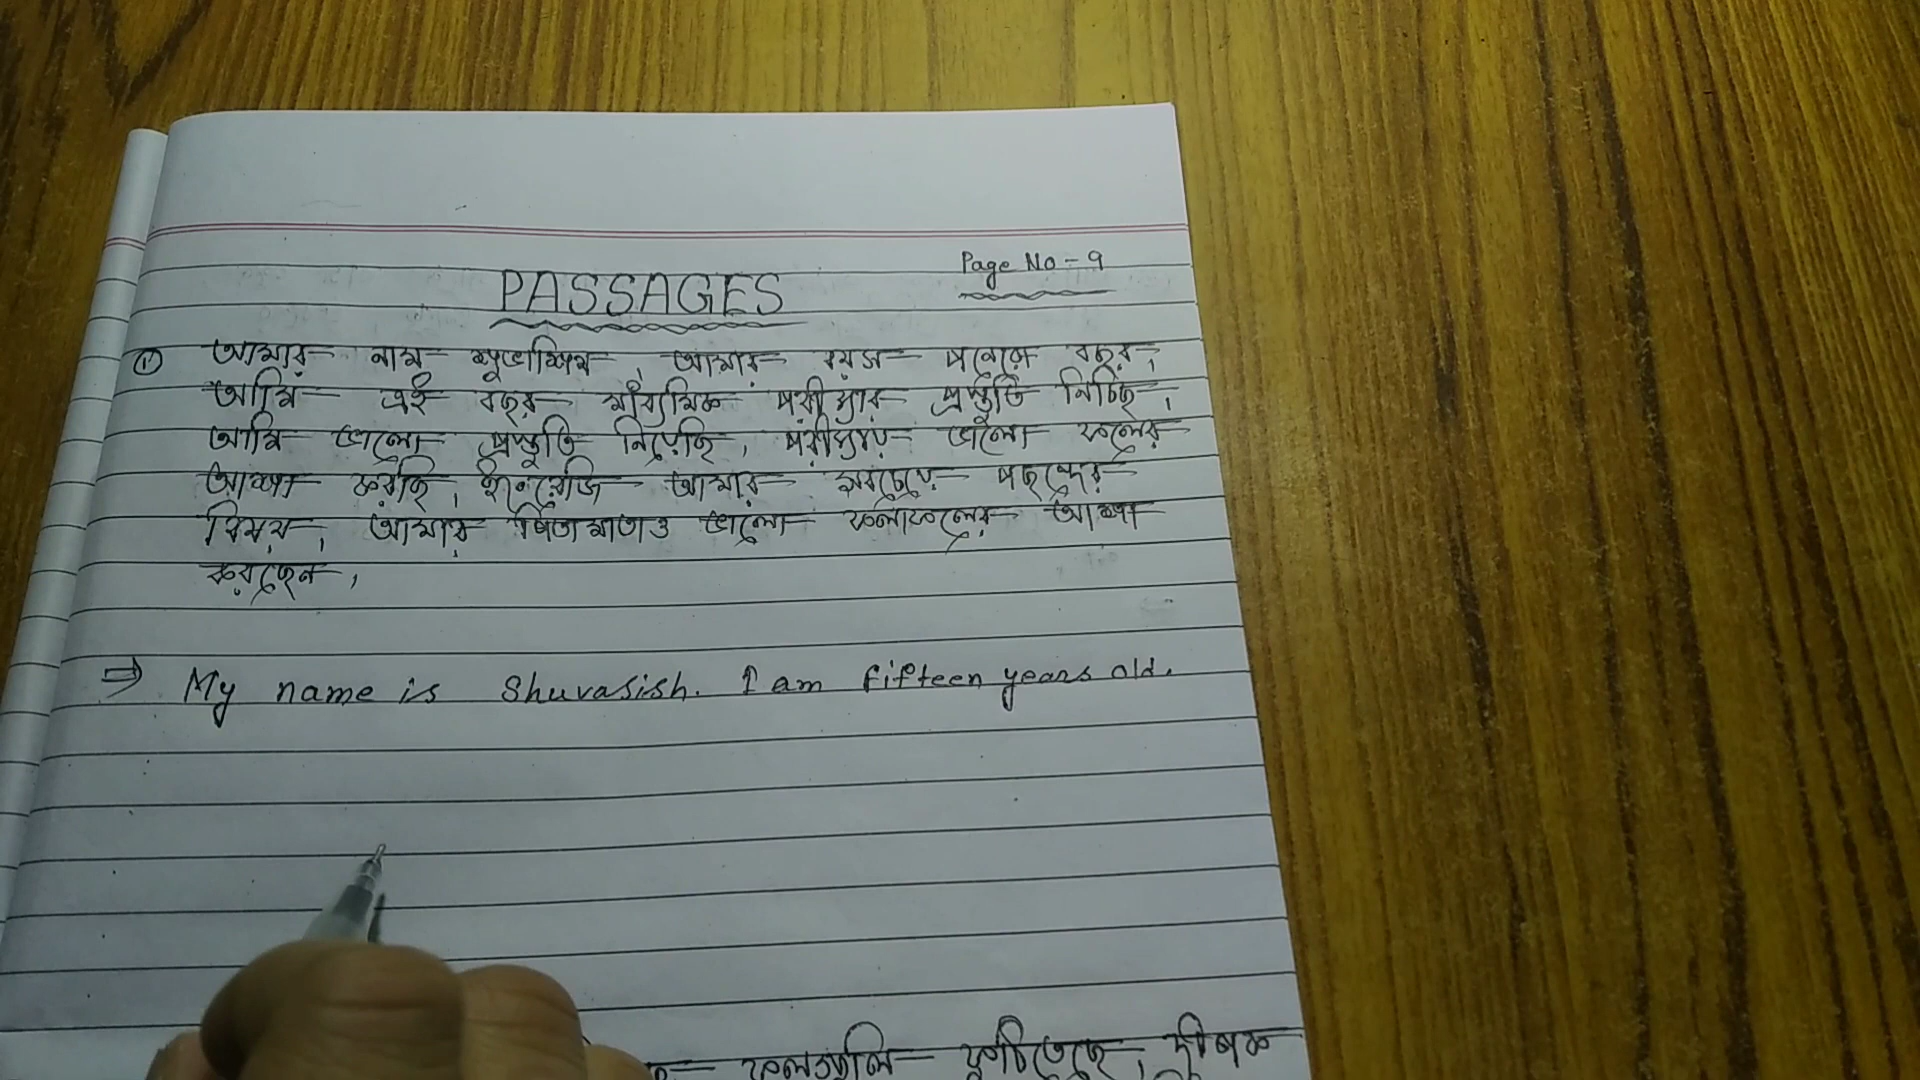 PASSAGES
Page No - 9
① আমার নাম শুভাশিষ, আমার বয়স পনেরো বছর,
আমি এই বছর মাধ্যমিক পরীক্ষার প্রস্তুতি নিচ্ছি,
আমি ভালো প্রস্তুতি নিয়েছি, পরীক্ষায় ভালো ফলের
আশা করছি, ইংরেজি আমার সবচেয়ে পছন্দের
বিষয়, আমার পিতামাতাও ভালো ফলাফলের আশা
করছেন,
⇒ My name is Shuvasish. I am fifteen years old.
ফলগুলি